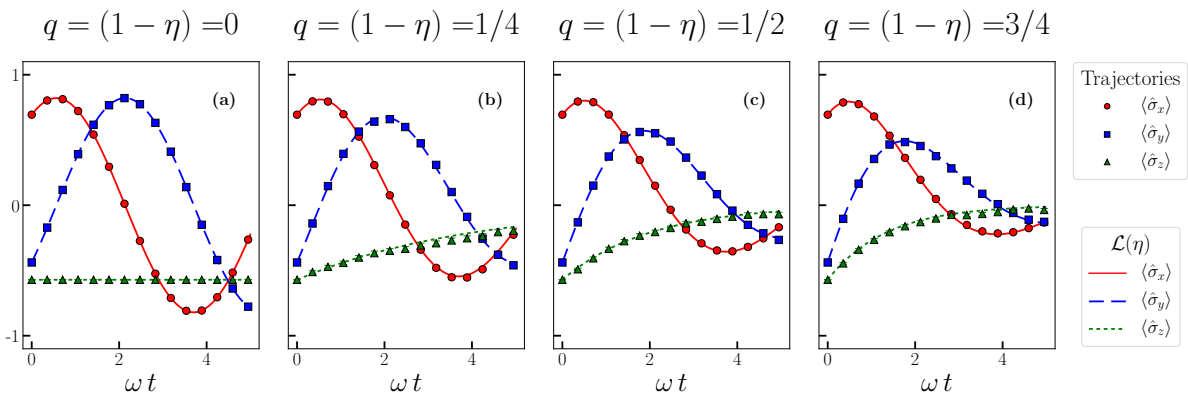 q = (1 − η) =0
q = (1 − η) =1/4
q = (1 − η) =1/2
q = (1 − η) =3/4
1
0
-1
(a)
(b)
(c)
(d)
0 2 4
0 2 4
0 2 4
0 2 4
ω t
ω t
ω t
ω t
Trajectories
⟨σ̂x⟩
⟨σ̂y⟩
⟨σ̂z⟩
ℒ(η)
⟨σ̂x⟩
⟨σ̂y⟩
⟨σ̂z⟩